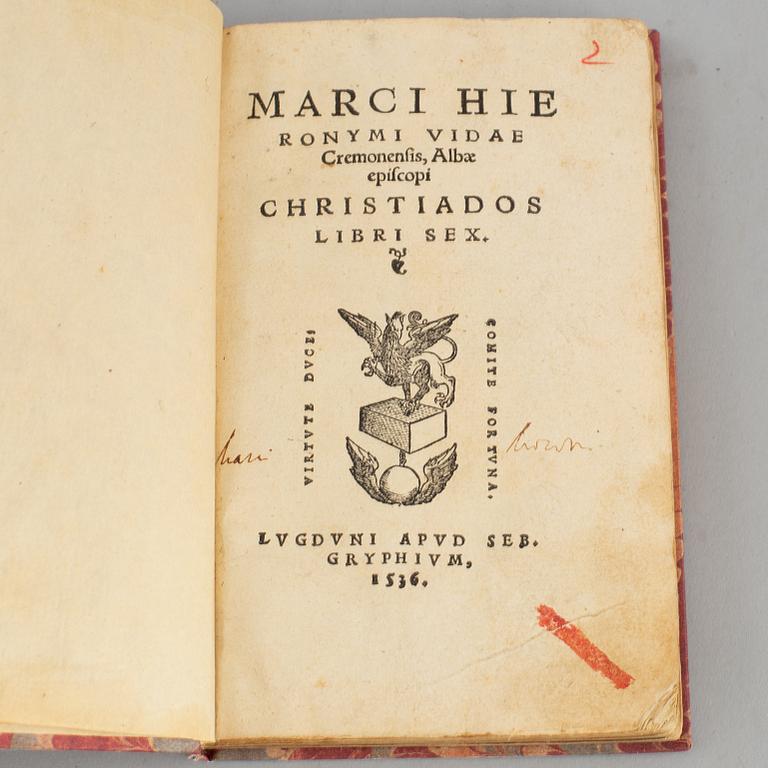 2
MARCI HIE
RONYMI VIDAE
Cremonenſis, Albæ
epiſcopi
CHRISTIADOS
LIBRI SEX.
VIRTVTE DVCE,
COMITE FORTVNA.
LVGDVNI APVD SEB.
GRYPHIVM,
1536.